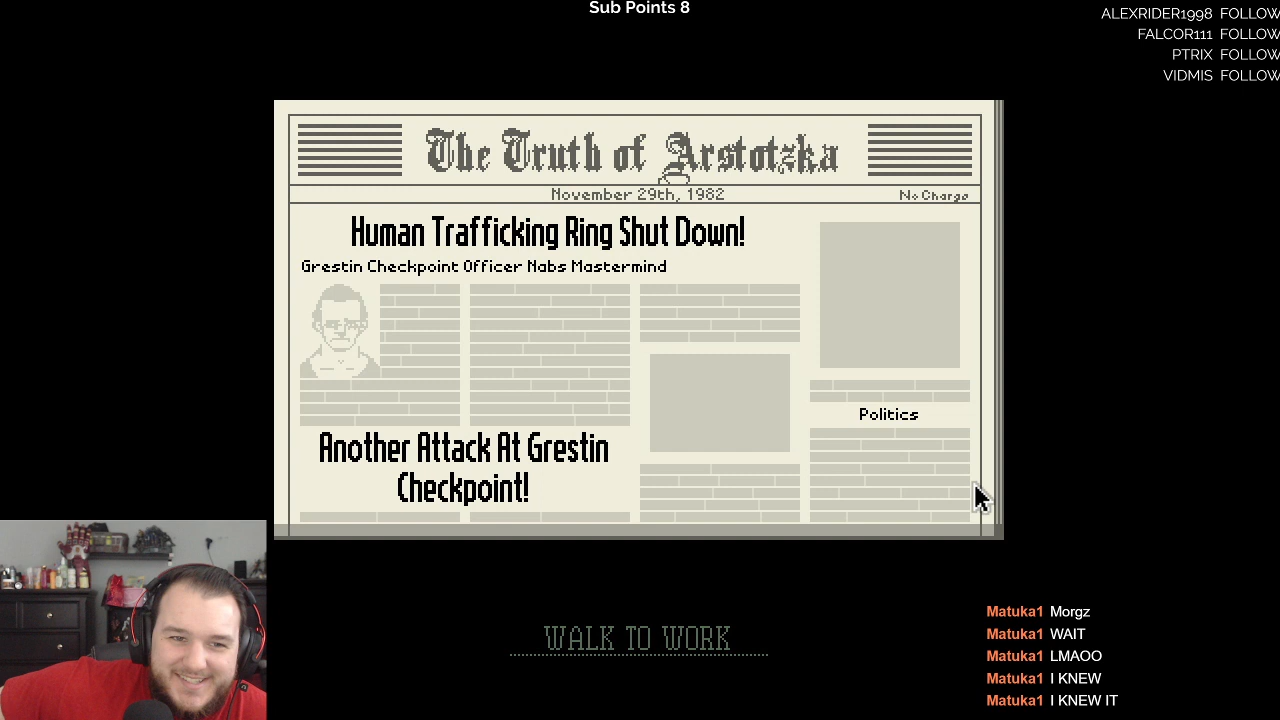 Sub Points 8
ALEXRIDER1998 FOLLOW
FALCOR111 FOLLOW
PTRIX FOLLOW
VIDMIS FOLLOW
The Truth of Arstotzka
November 29th, 1982
No Charge
Human Trafficking Ring Shut Down!
Grestin Checkpoint Officer Nabs Mastermind
Politics
Another Attack At Grestin
Checkpoint!
WALK TO WORK
Matuka1 Morgz
Matuka1 WAIT
Matuka1 LMAOO
Matuka1 I KNEW
Matuka1 I KNEW IT